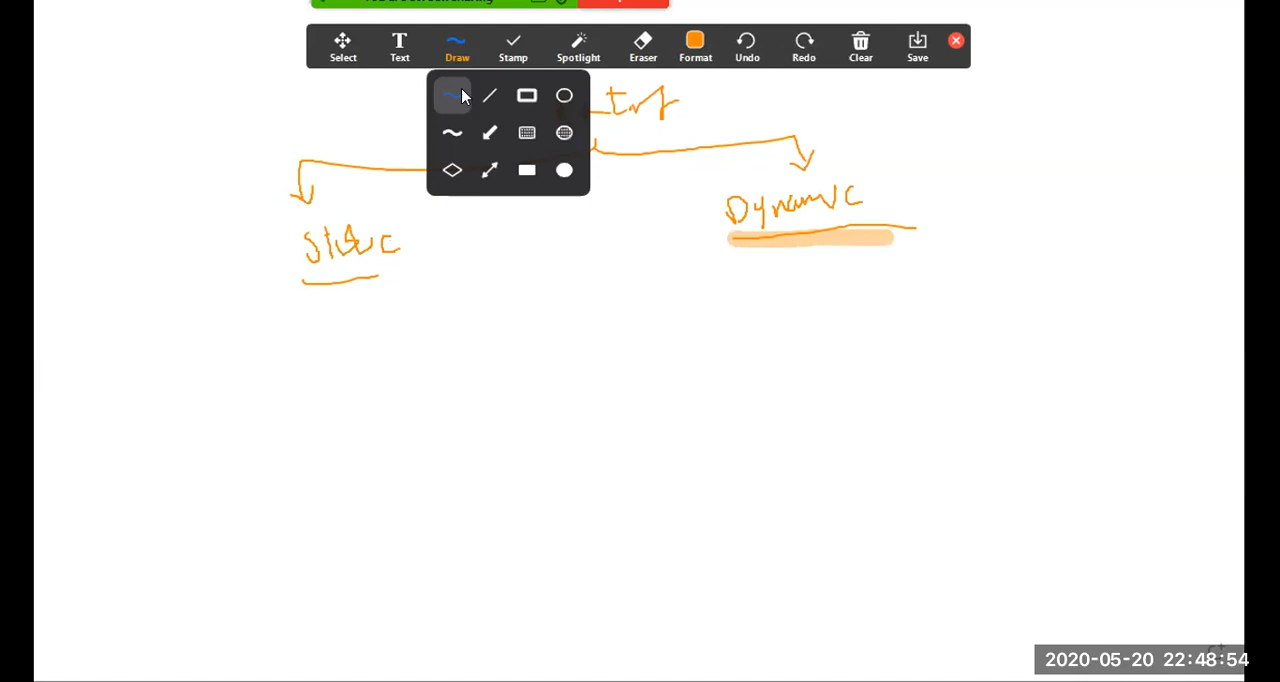 Select Text Draw Stamp Spotlight Eraser Format Undo Redo Clear Save
Dynamic
Static
2020-05-20 22:48:54